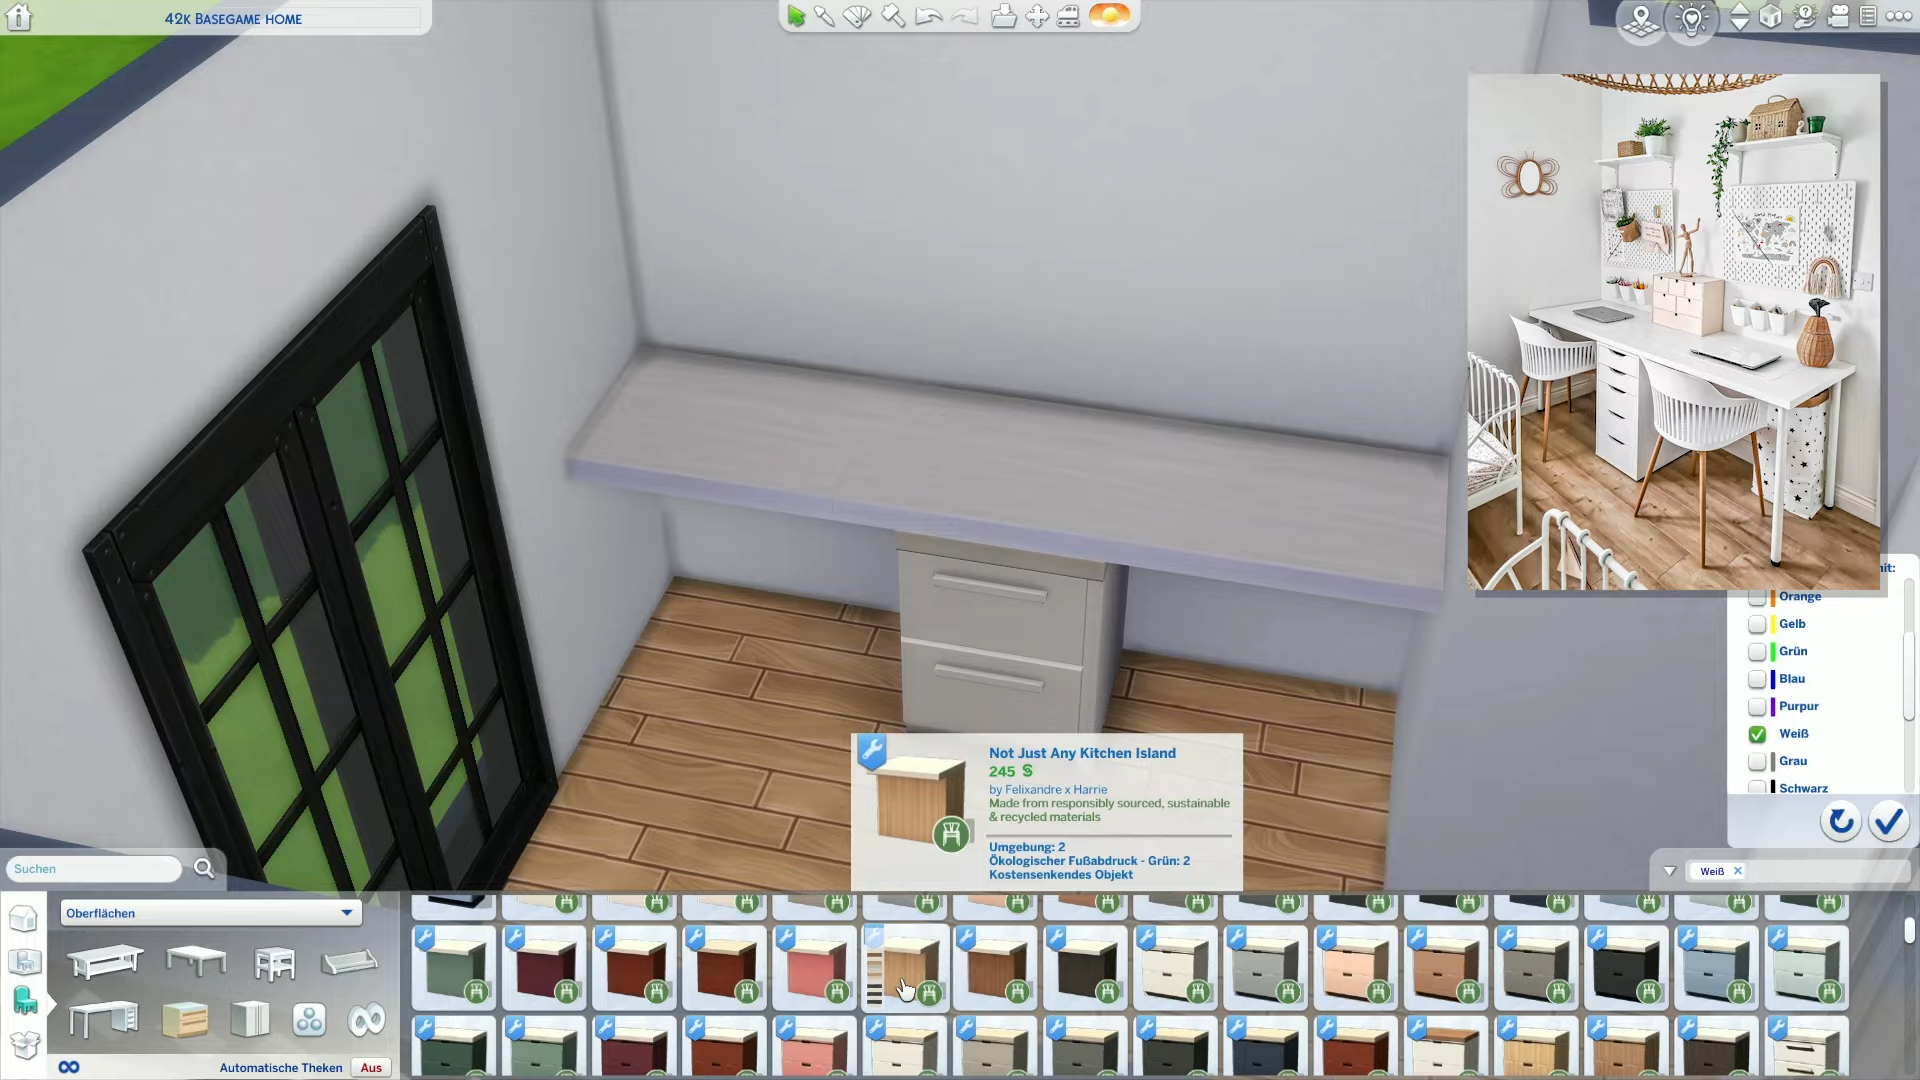 42K BASEGAME HOME
nit:
Orange
Gelb
Grün
Blau
Purpur
Weiß
Grau
Schwarz
Not Just Any Kitchen Island
245 §
by Felixandre x Harrie
Made from responsibly sourced, sustainable
& recycled materials
Umgebung: 2
Ökologischer Fußabdruck - Grün: 2
Kostensenkendes Objekt
Suchen
Weiß
Oberflächen
Automatische Theken Aus